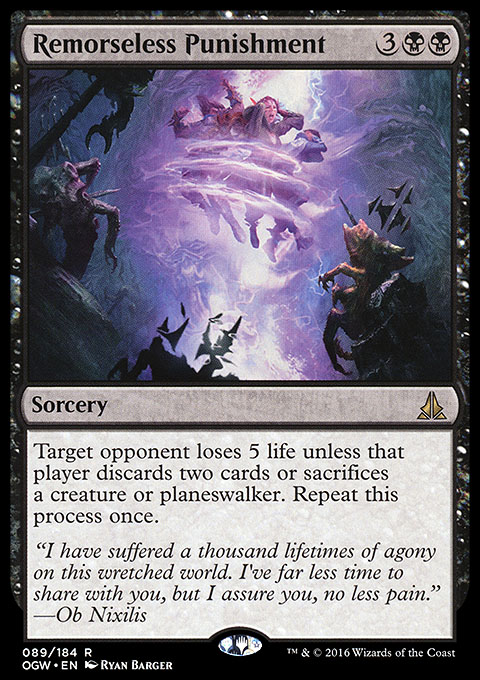 Remorseless Punishment 3
Sorcery
Target opponent loses 5 life unless that
player discards two cards or sacrifices
a creature or planeswalker. Repeat this
process once.
“I have suffered a thousand lifetimes of agony
on this wretched world. I've far less time to
share with you, but I assure you, no less pain.”
—Ob Nixilis
089/184 R
OGW • EN Ryan Barger
™ & © 2016 Wizards of the Coast